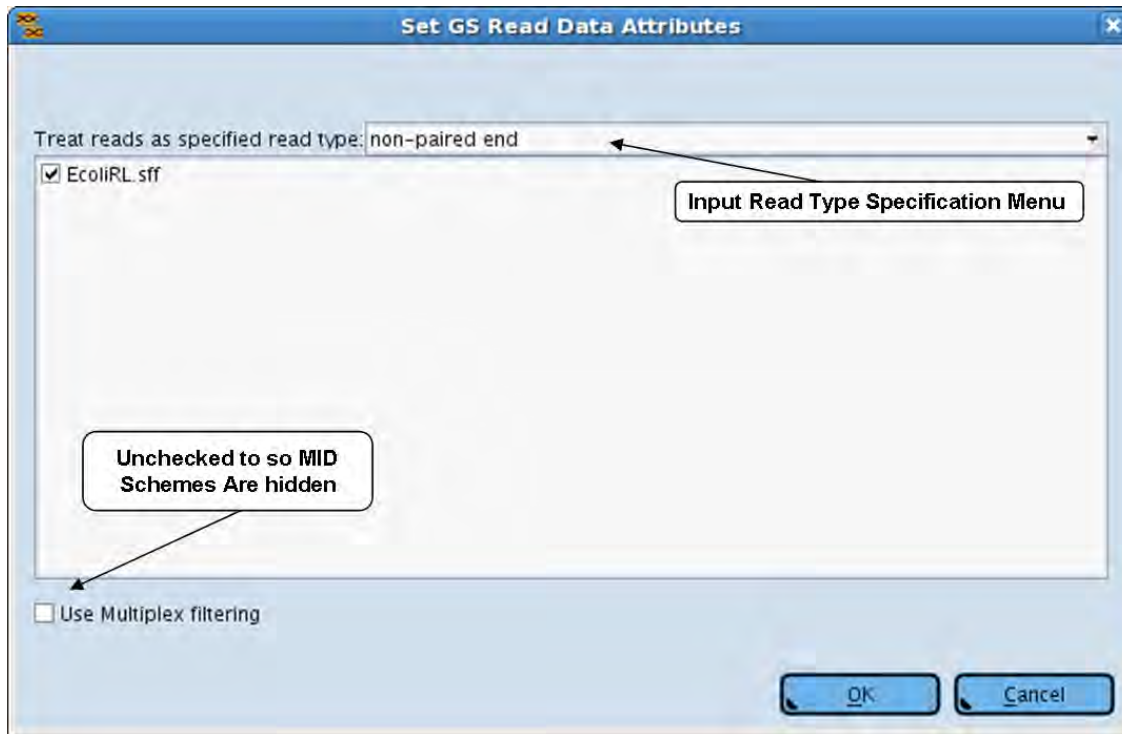 Set GS Read Data Attributes
Treat reads as specified read type: non-paired end
EcoliRL.sff
Input Read Type Specification Menu
Unchecked to so MID
Schemes Are hidden
Use Multiplex filtering
OK Cancel